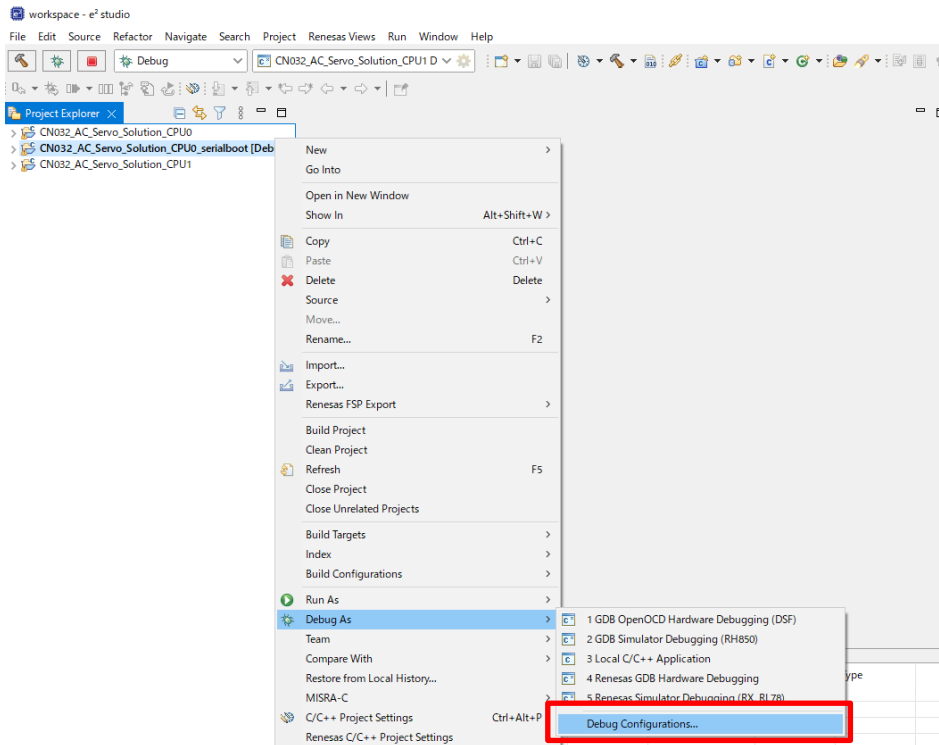 workspace - e² studio
File Edit Source Refactor Navigate Search Project Renesas Views Run Window Help
Debug
CN032_AC_Servo_Solution_CPU1 D
Project Explorer
CN032_AC_Servo_Solution_CPU0
CN032_AC_Servo_Solution_CPU0_serialboot [Deb
CN032_AC_Servo_Solution_CPU1
New
Go Into
Open in New Window
Show In Alt+Shift+W >
Copy Ctrl+C
Paste Ctrl+V
Delete Delete
Source
Move...
Rename... F2
Import...
Export...
Renesas FSP Export
Build Project
Clean Project
Refresh F5
Close Project
Close Unrelated Projects
Build Targets
Index
Build Configurations
Run As
Debug As
Team
Compare With
Restore from Local History...
MISRA-C
C/C++ Project Settings Ctrl+Alt+P
Renesas C/C++ Project Settings
1 GDB OpenOCD Hardware Debugging (DSF)
2 GDB Simulator Debugging (RH850)
3 Local C/C++ Application
4 Renesas GDB Hardware Debugging
5 Renesas Simulator Debugging (RX, RL78)
Debug Configurations...
ype